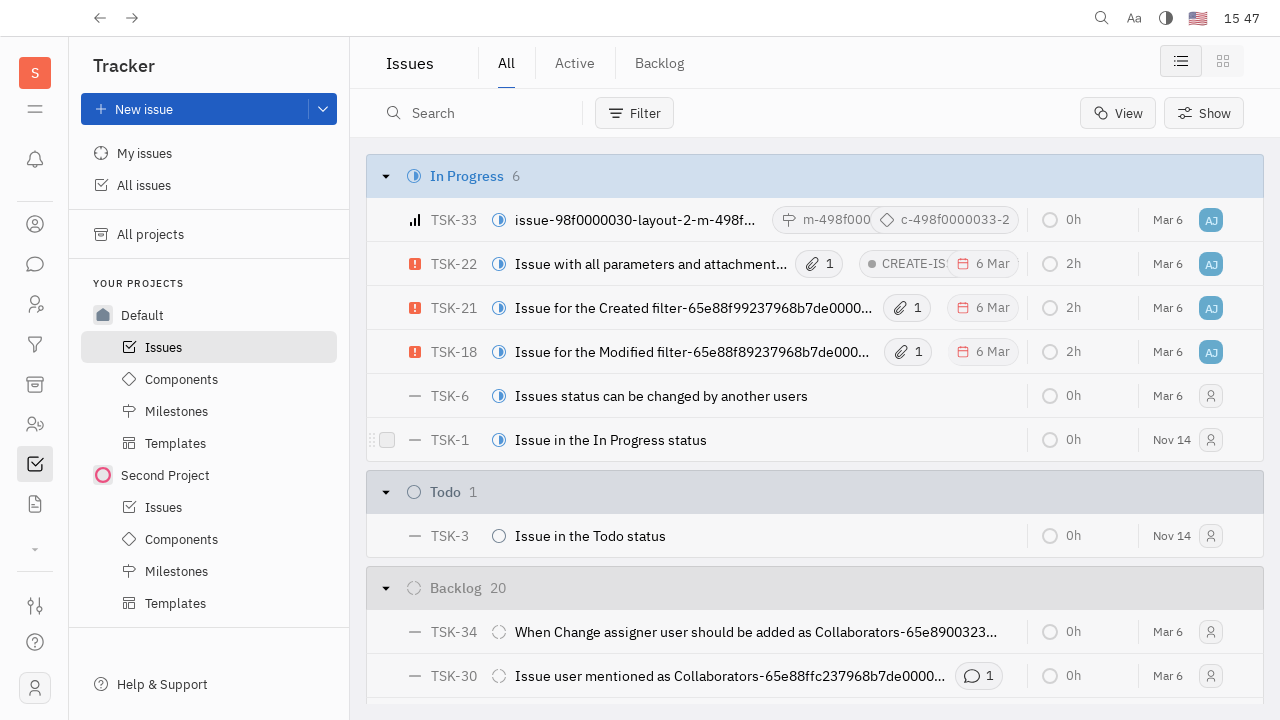 Aa
15 47
S
Tracker
New issue
My issues
All issues
All projects
YOUR PROJECTS
Default
Issues
Components
Milestones
Templates
Second Project
Issues
Components
Milestones
Templates
Help & Support
Issues
All
Active
Backlog
Search
Filter
View
Show
In Progress 6
TSK-33 issue-98f0000030-layout-2-m-498f... m-498f000 c-498f0000033-2 0h Mar 6 AJ
TSK-22 Issue with all parameters and attachment... 1 CREATE-IS 6 Mar 2h Mar 6 AJ
TSK-21 Issue for the Created filter-65e88f99237968b7de0000... 1 6 Mar 2h Mar 6 AJ
TSK-18 Issue for the Modified filter-65e88f89237968b7de000... 1 6 Mar 2h Mar 6 AJ
TSK-6 Issues status can be changed by another users 0h Mar 6
TSK-1 Issue in the In Progress status 0h Nov 14
Todo 1
TSK-3 Issue in the Todo status 0h Nov 14
Backlog 20
TSK-34 When Change assigner user should be added as Collaborators-65e8900323... 0h Mar 6
TSK-30 Issue user mentioned as Collaborators-65e88ffc237968b7de0000... 1 0h Mar 6